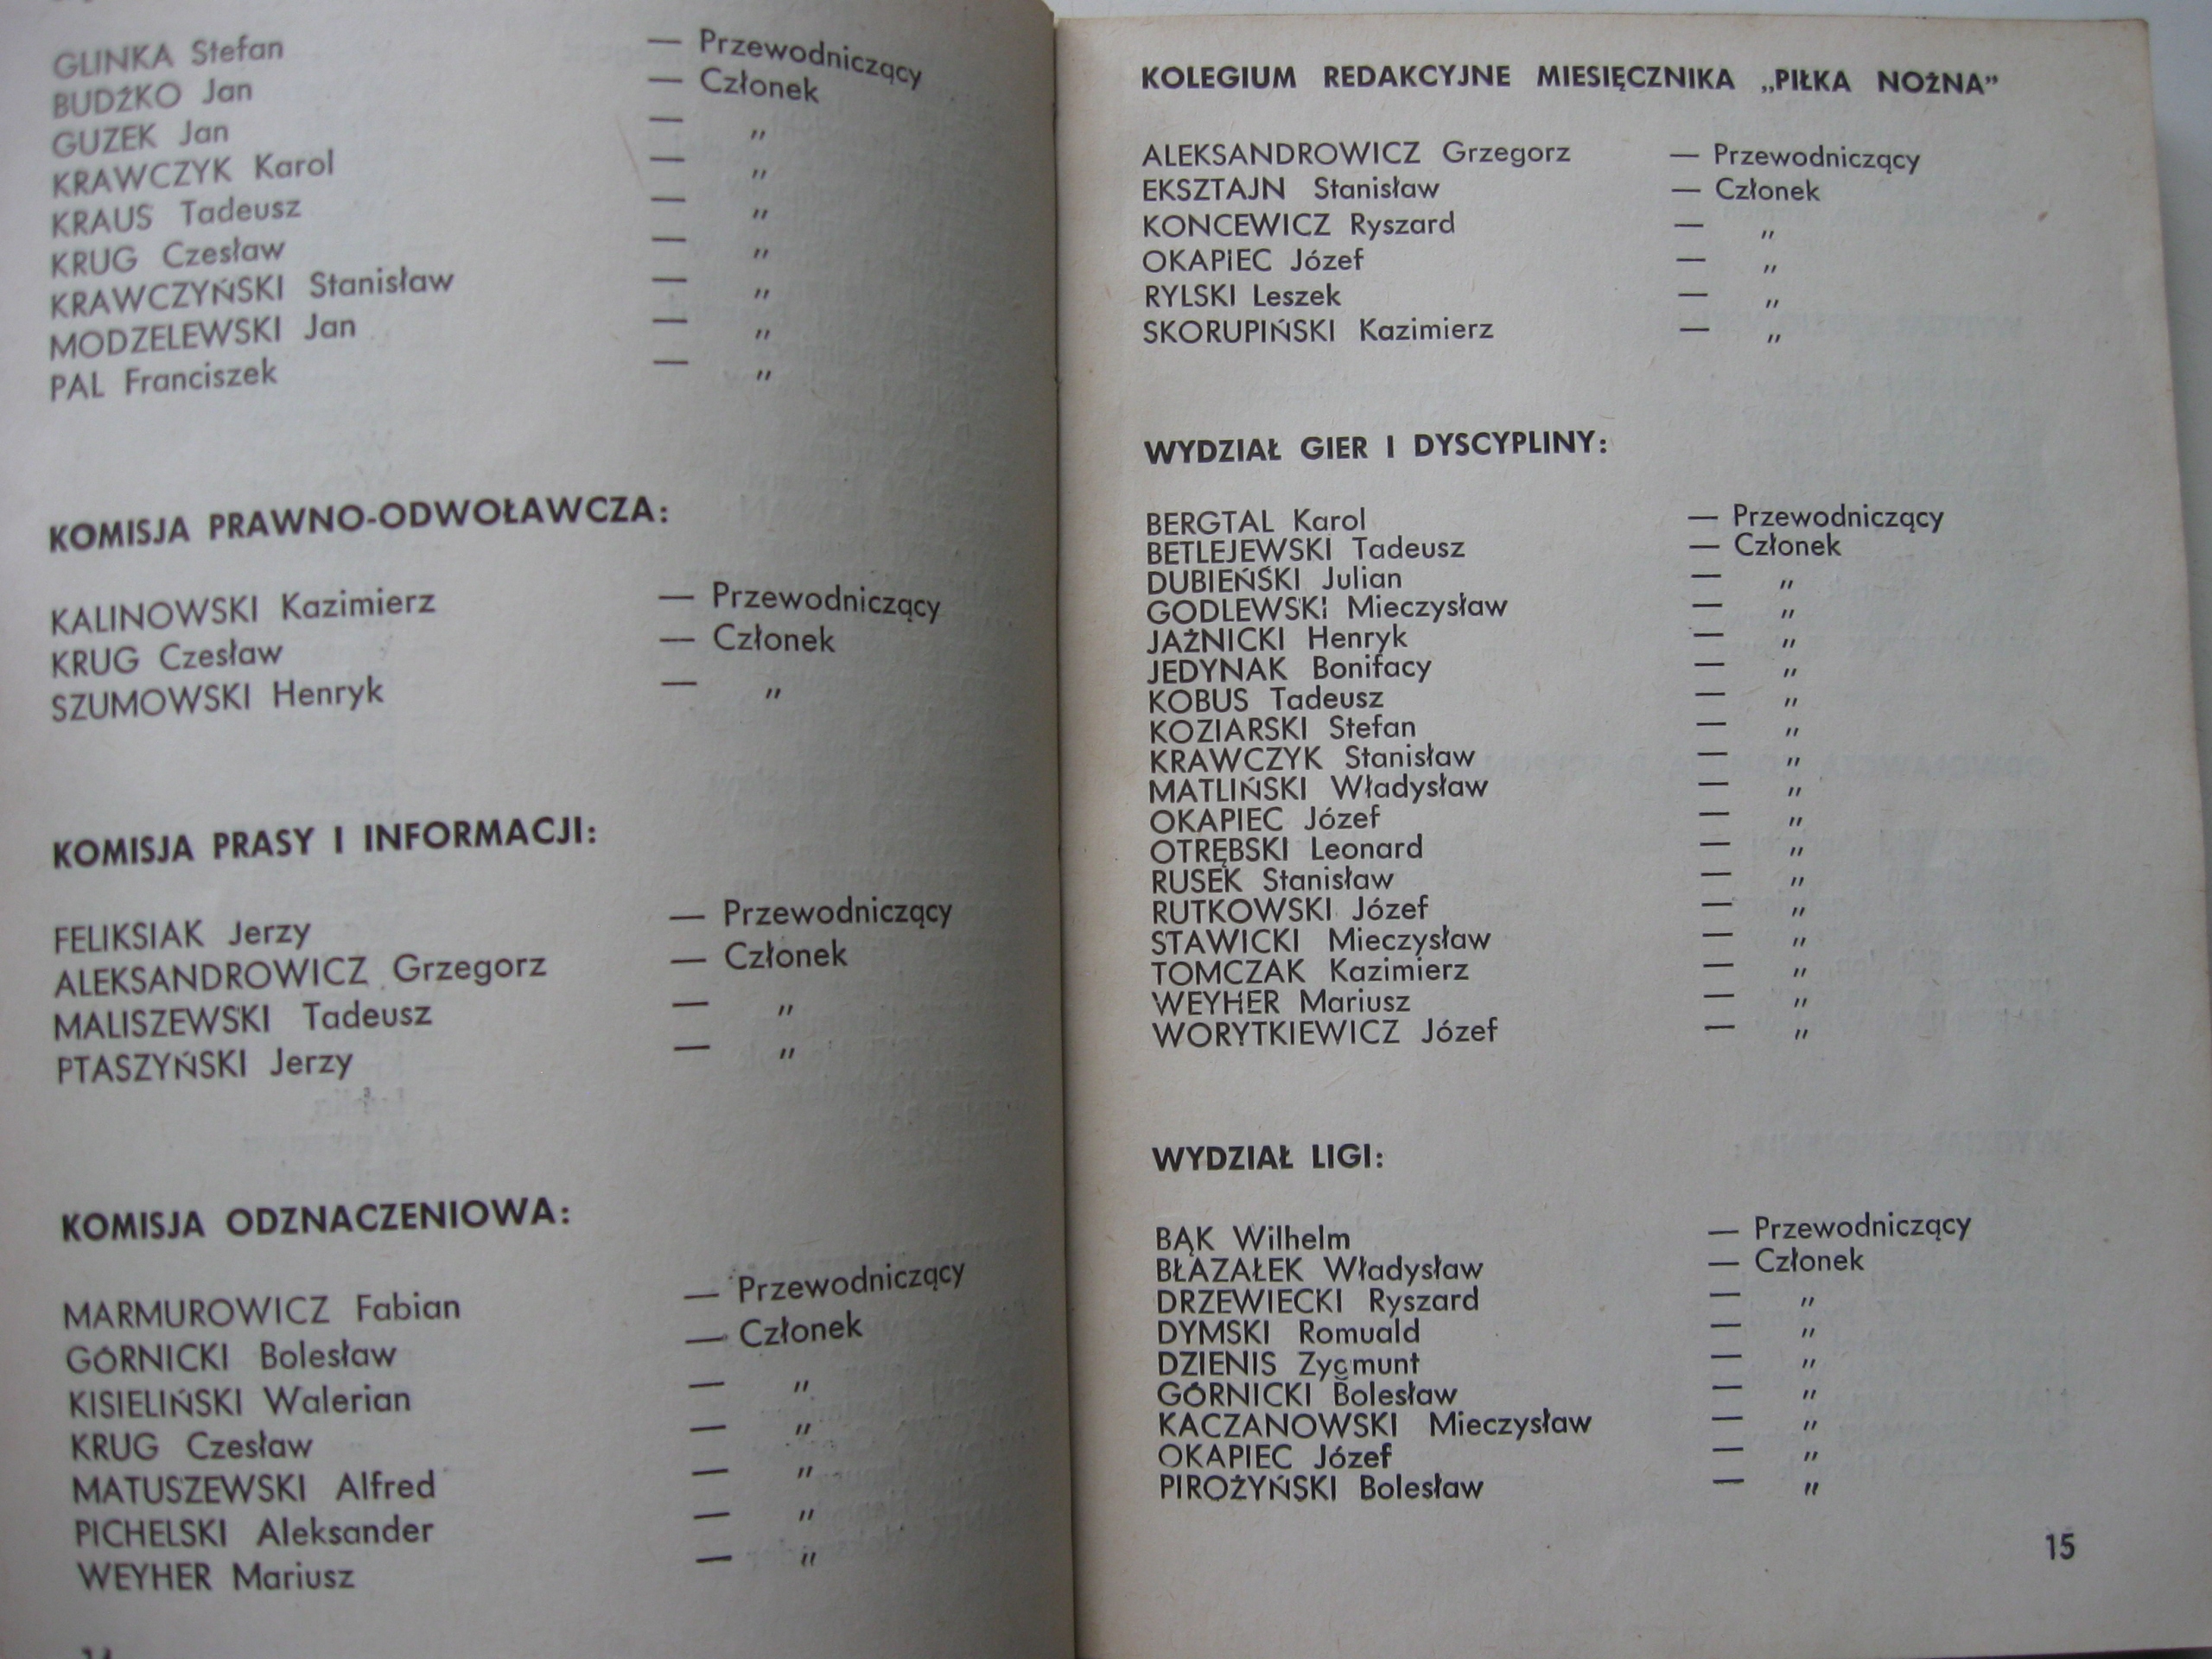 GLINKA Stefan — Przewodniczący
BUDŹKO Jan — Członek
GUZEK Jan — „
KRAWCZYK Karol — „
KRAUS Tadeusz — „
KRUG Czesław — „
KRAWCZYŃSKI Stanisław — „
MODZELEWSKI Jan — „
PAL Franciszek — „
KOMISJA PRAWNO-ODWOŁAWCZA:
KALINOWSKI Kazimierz — Przewodniczący
KRUG Czesław — Członek
SZUMOWSKI Henryk — „
KOMISJA PRASY I INFORMACJI:
FELIKSIAK Jerzy — Przewodniczący
ALEKSANDROWICZ Grzegorz — Członek
MALISZEWSKI Tadeusz — „
PTASZYŃSKI Jerzy — „
KOMISJA ODZNACZENIOWA:
MARMUROWICZ Fabian — Przewodniczący
GÓRNICKI Bolesław — Członek
KISIELIŃSKI Walerian — „
KRUG Czesław — „
MATUSZEWSKI Alfred — „
PICHELSKI Aleksander — „
WEYHER Mariusz — „
KOLEGIUM REDAKCYJNE MIESIĘCZNIKA „PIŁKA NOŻNA”
ALEKSANDROWICZ Grzegorz — Przewodniczący
EKSZTAJN Stanisław — Członek
KONCEWICZ Ryszard — „
OKAPIEC Józef — „
RYLSKI Leszek — „
SKORUPIŃSKI Kazimierz — „
WYDZIAŁ GIER I DYSCYPLINY:
BERGTAL Karol — Przewodniczący
BETLEJEWSKI Tadeusz — Członek
DUBIEŃSKI Julian — „
GODLEWSKI Mieczysław — „
JAŻNICKI Henryk — „
JEDYNAK Bonifacy — „
KOBUS Tadeusz — „
KOZIARSKI Stefan — „
KRAWCZYK Stanisław — „
MATLIŃSKI Władysław — „
OKAPIEC Józef — „
OTRĘBSKI Leonard — „
RUSEK Stanisław — „
RUTKOWSKI Józef — „
STAWICKI Mieczysław — „
TOMCZAK Kazimierz — „
WEYHER Mariusz — „
WORYTKIEWICZ Józef — „
WYDZIAŁ LIGI:
BĄK Wilhelm — Przewodniczący
BŁAZAŁEK Władysław — Członek
DRZEWIECKI Ryszard — „
DYMSKI Romuald — „
DZIENIS Zygmunt — „
GÓRNICKI Bolesław — „
KACZANOWSKI Mieczysław — „
OKAPIEC Józef — „
PIROŻYŃSKI Bolesław — „
15